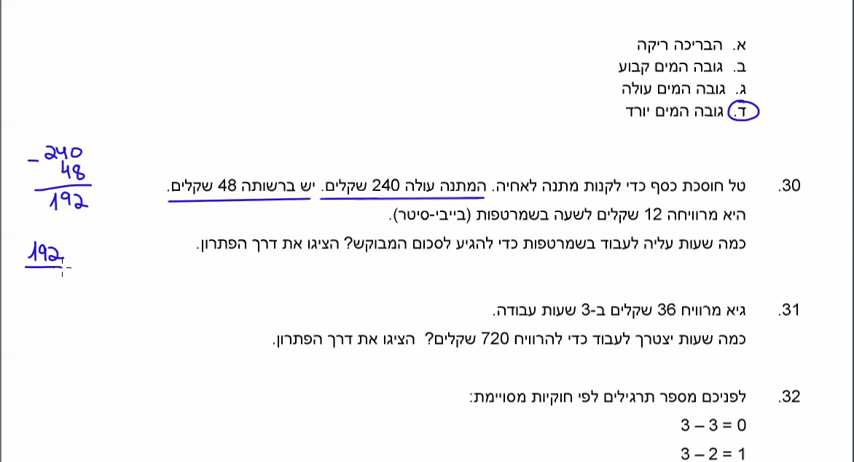 א. הבריכה ריקה
ב. גובה המים קבוע
ג. גובה המים עולה
ד. גובה המים יורד
30. טל חוסכת כסף כדי לקנות מתנה לאחיה. המתנה עולה 240 שקלים. יש ברשותה 48 שקלים.
היא מרוויחה 12 שקלים לשעה בשמרטפות (בייבי-סיטר).
כמה שעות עליה לעבוד בשמרטפות כדי להגיע לסכום המבוקש? הציגו את דרך הפתרון.
- 240
48
192
192
31. גיא מרוויח 36 שקלים ב-3 שעות עבודה.
כמה שעות יצטרך לעבוד כדי להרוויח 720 שקלים? הציגו את דרך הפתרון.
32. לפניכם מספר תרגילים לפי חוקיות מסויימת:
3 – 3 = 0
3 – 2 = 1